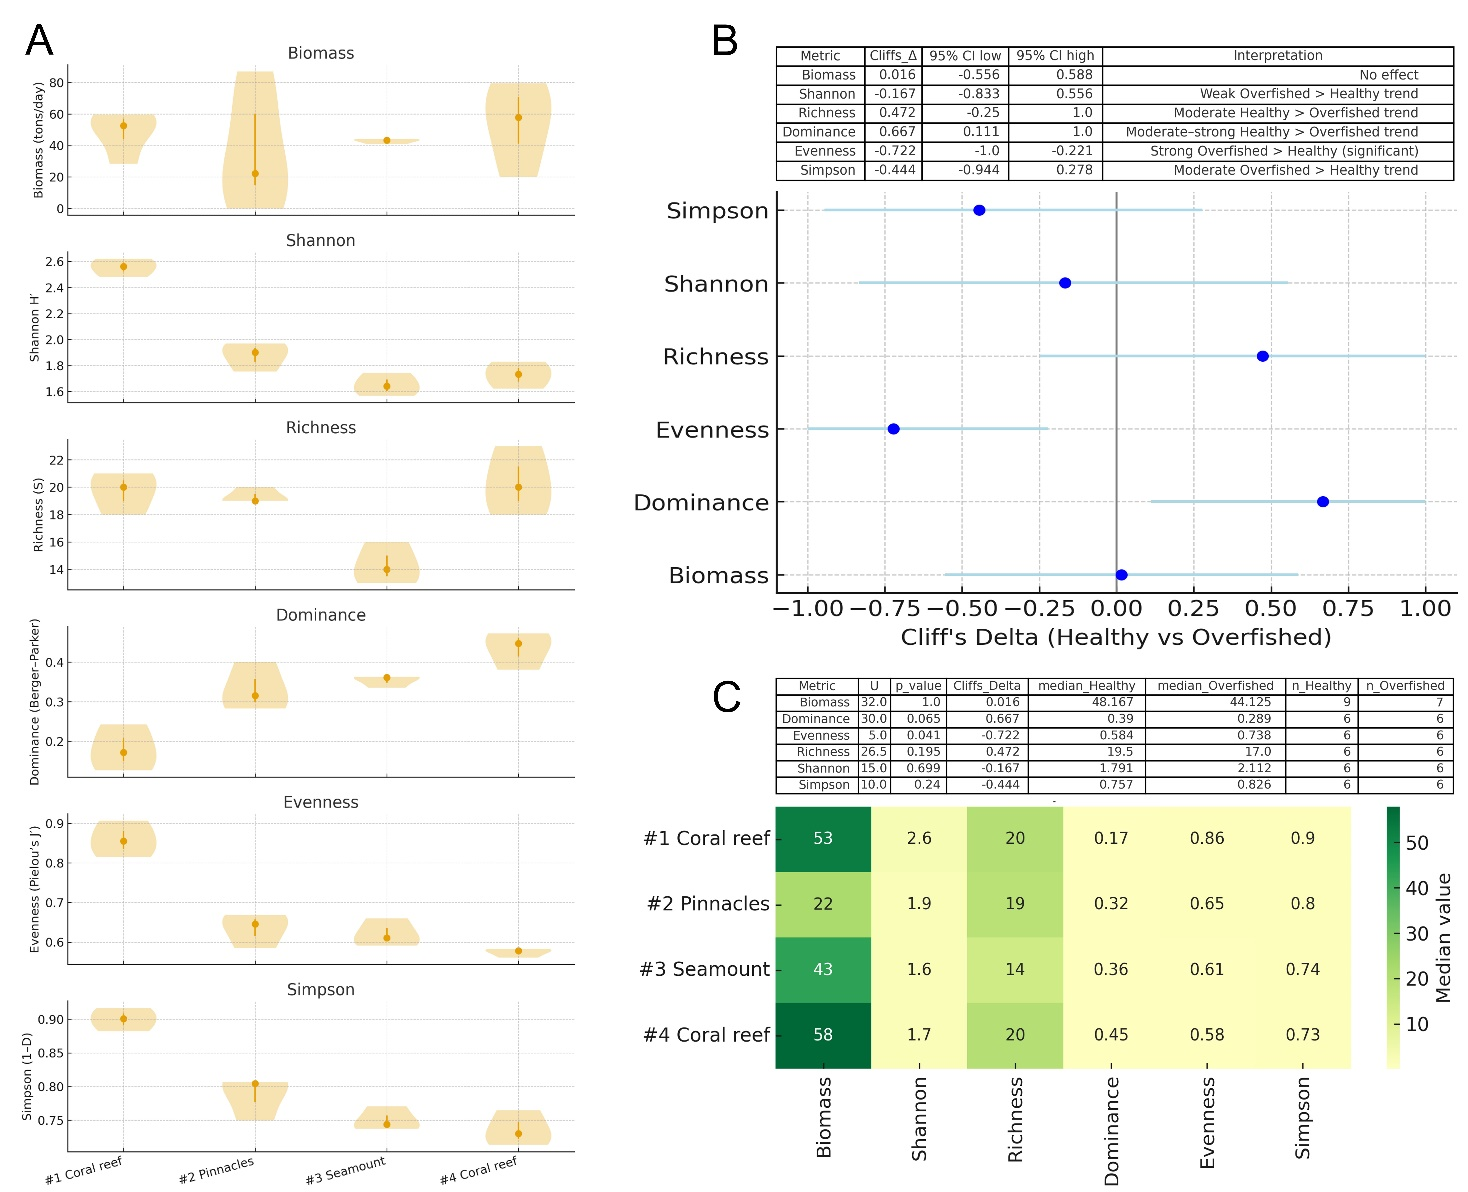 A
Biomass
Biomass (tons/day)
80
60
40
20
0
Shannon
Shannon H′
2.6
2.4
2.2
2.0
1.8
1.6
Richness
Richness (S)
22
20
18
16
14
Dominance
Dominance (Berger–Parker)
0.4
0.3
0.2
Evenness
Evenness (Pielou's J′)
0.9
0.8
0.7
0.6
Simpson
Simpson (1–D)
0.90
0.85
0.80
0.75
#1 Coral reef #2 Pinnacles #3 Seamount #4 Coral reef
B
Metric Cliffs_Δ 95% CI low 95% CI high Interpretation
Biomass 0.016 -0.556 0.588 No effect
Shannon -0.167 -0.833 0.556 Weak Overfished > Healthy trend
Richness 0.472 -0.25 1.0 Moderate Healthy > Overfished trend
Dominance 0.667 0.111 1.0 Moderate–strong Healthy > Overfished trend
Evenness -0.722 -1.0 -0.221 Strong Overfished > Healthy (significant)
Simpson -0.444 -0.944 0.278 Moderate Overfished > Healthy trend
Simpson
Shannon
Richness
Evenness
Dominance
Biomass
−1.00 −0.75 −0.50 −0.25 0.00 0.25 0.50 0.75 1.00
Cliff's Delta (Healthy vs Overfished)
C
Metric U p_value Cliffs_Delta median_Healthy median_Overfished n_Healthy n_Overfished
Biomass 32.0 1.0 0.016 48.167 44.125 9 7
Dominance 30.0 0.065 0.667 0.39 0.289 6 6
Evenness 5.0 0.041 -0.722 0.584 0.738 6 6
Richness 26.5 0.195 0.472 19.5 17.0 6 6
Shannon 15.0 0.699 -0.167 1.791 2.112 6 6
Simpson 10.0 0.24 -0.444 0.757 0.826 6 6
#1 Coral reef 53 2.6 20 0.17 0.86 0.9
#2 Pinnacles 22 1.9 19 0.32 0.65 0.8
#3 Seamount 43 1.6 14 0.36 0.61 0.74
#4 Coral reef 58 1.7 20 0.45 0.58 0.73
Biomass Shannon Richness Dominance Evenness Simpson
50
40
30
20
10
Median value